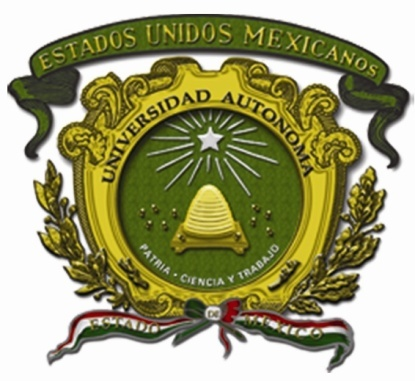 ESTADOS UNIDOS MEXICANOS
UNIVERSIDAD AUTONOMA
PATRIA • CIENCIA Y TRABAJO
ESTADO DE MEXICO